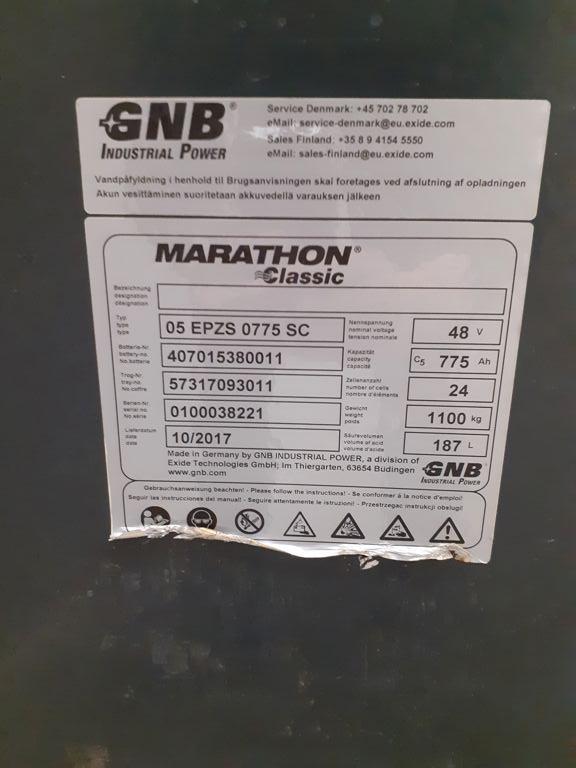 GNB®
INDUSTRIAL POWER
Service Denmark: +45 702 78 702
eMail: service-denmark@eu.exide.com
Sales Finland: +35 8 9 4154 5550
eMail: sales-finland@eu.exide.com
Vandpåfyldning i henhold til Brugsanvisningen skal foretages ved afslutning af opladningen
Akun vesittäminen suoritetaan akkuvedellä varauksen jälkeen
MARATHON®
Classic
Bezeichnung
designation
désignation
Typ
type
type
05 EPZS 0775 SC
Nennspannung
nominal voltage
tension nominale
48 V
Batterie-Nr.
battery-no.
No.batterie
407015380011
Kapazität
capacity
capacité
C5 775 Ah
Trog-Nr.
tray-no.
No.coffre
57317093011
Zellenanzahl
number of cells
nombre d'éléments
24
Serien-Nr.
serial no.
No.série
0100038221
Gewicht
weight
poids
1100 kg
Lieferdatum
date
date
10/2017
Säurevolumen
volume of acid
volume d'acide
187 L
Made in Germany by GNB INDUSTRIAL POWER, a division of
Exide Technologies GmbH; Im Thiergarten, 63654 Büdingen
www.gnb.com
GNB
INDUSTRIAL POWER
Gebrauchsanweisung beachten! - Please follow the instructions! - Se conformer à la notice d'emploi!
Seguir las instrucciones del manual! - Seguire attentamente le istruzioni! - Przestrzegac instrukcji obslugi!